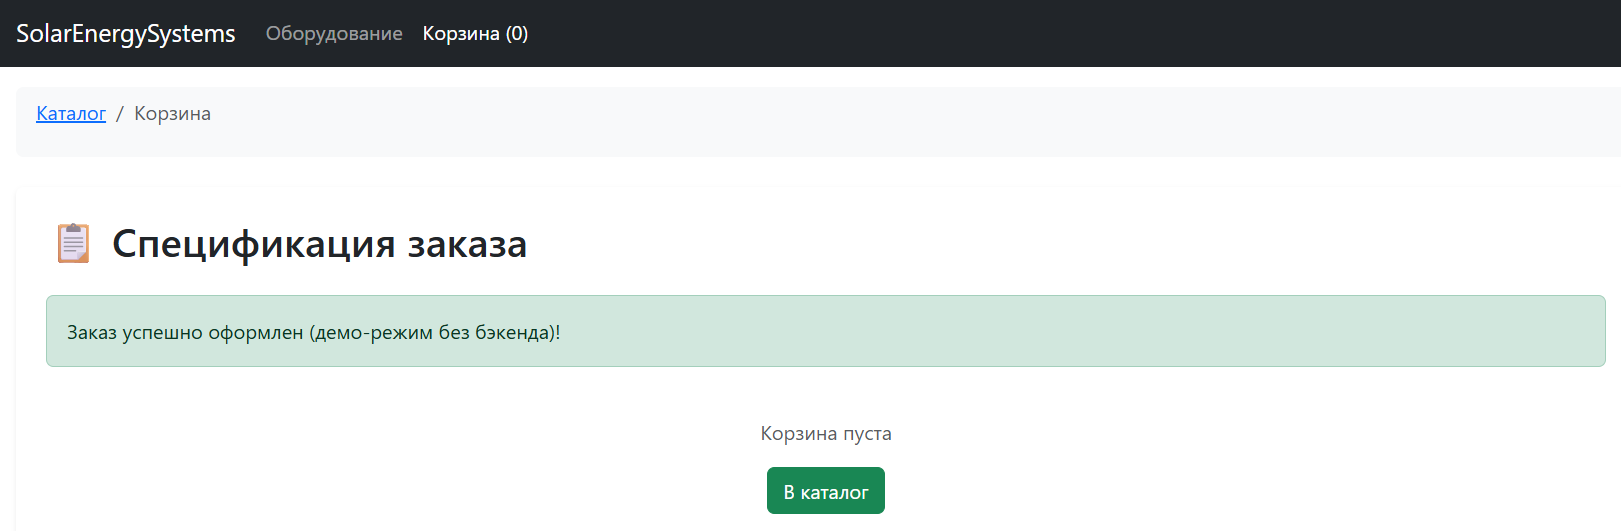 SolarEnergySystems Оборудование Корзина (0)
Каталог / Корзина
Спецификация заказа
Заказ успешно оформлен (демо-режим без бэкенда)!
Корзина пуста
В каталог